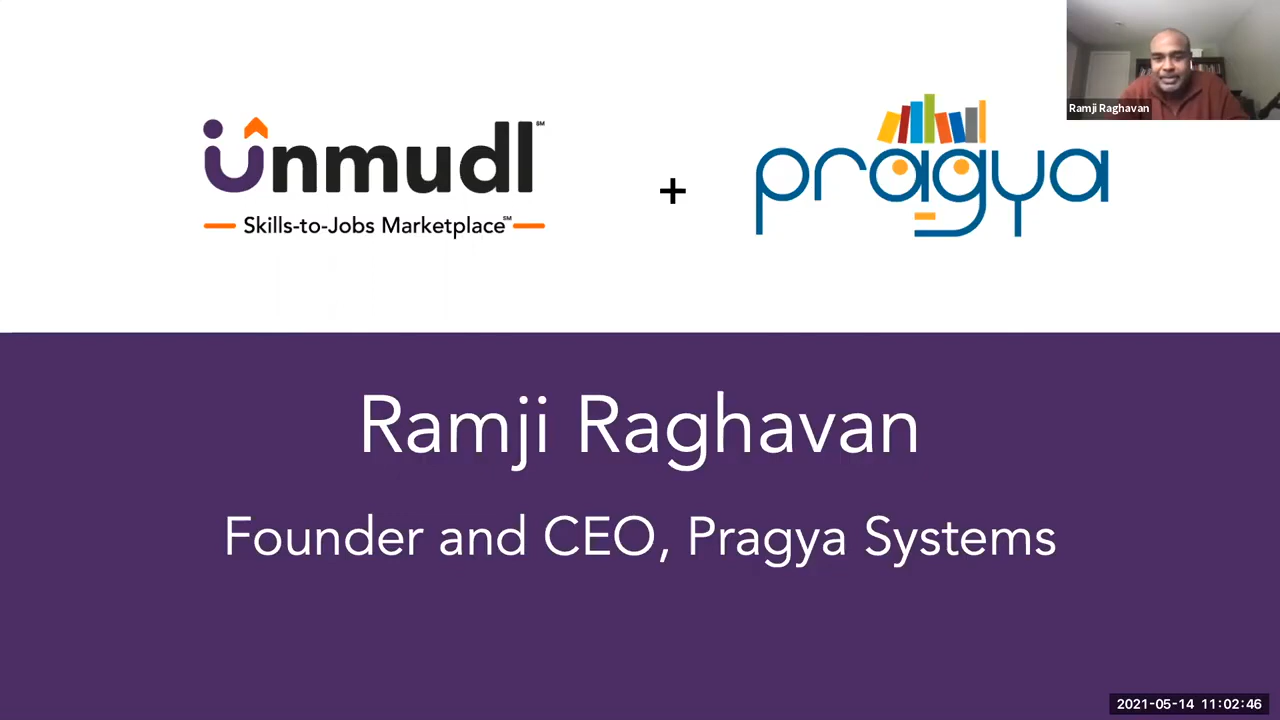 Unmudl℠
Skills-to-Jobs Marketplace℠
+
pragya
Ramji Raghavan
Ramji Raghavan
Founder and CEO, Pragya Systems
2021-05-14 11:02:46